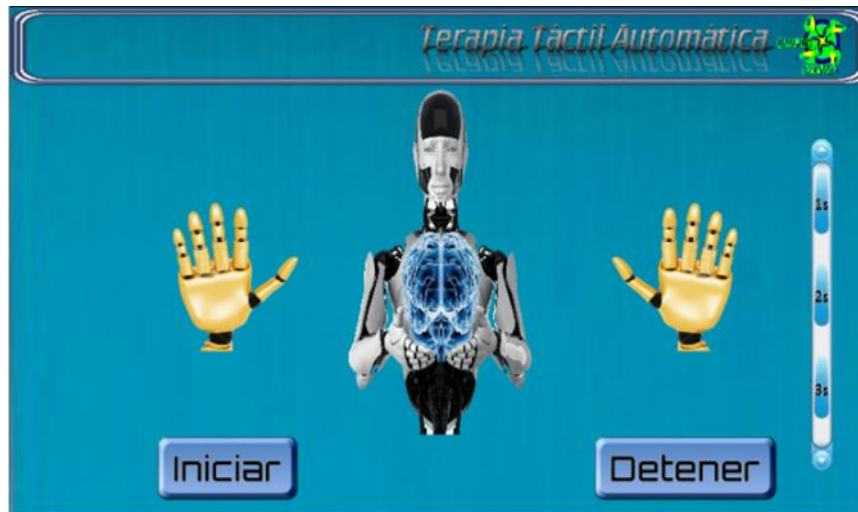 Terapia Táctil Automática
1s
2s
3s
Iniciar
Detener